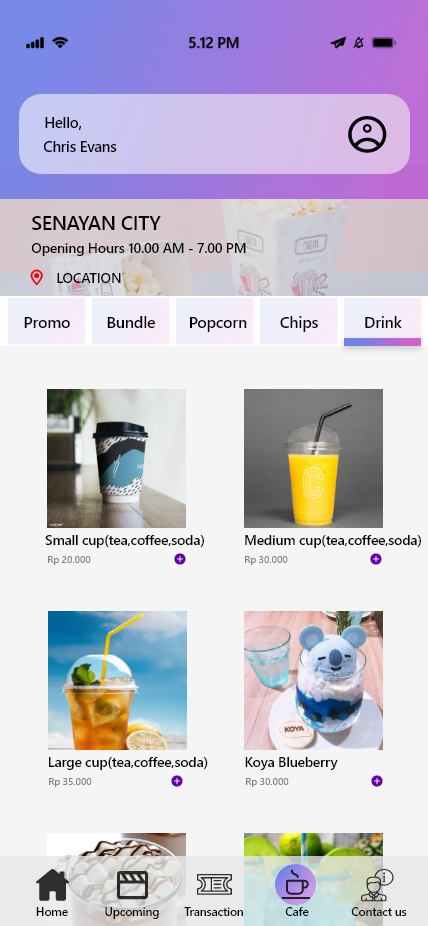 5.12 PM
Hello,
Chris Evans
SENAYAN CITY
Opening Hours 10.00 AM - 7.00 PM
LOCATION
CINEMA
CINEMA
Promo
Bundle
Popcorn
Chips
Drink
C
Small cup(tea,coffee,soda)
Medium cup(tea,coffee,soda)
Rp 20.000
Rp 30.000
KOYA
Large cup(tea,coffee,soda)
Koya Blueberry
Rp 35.000
Rp 30.000
Home
Upcoming
Transaction
Cafe
Contact us